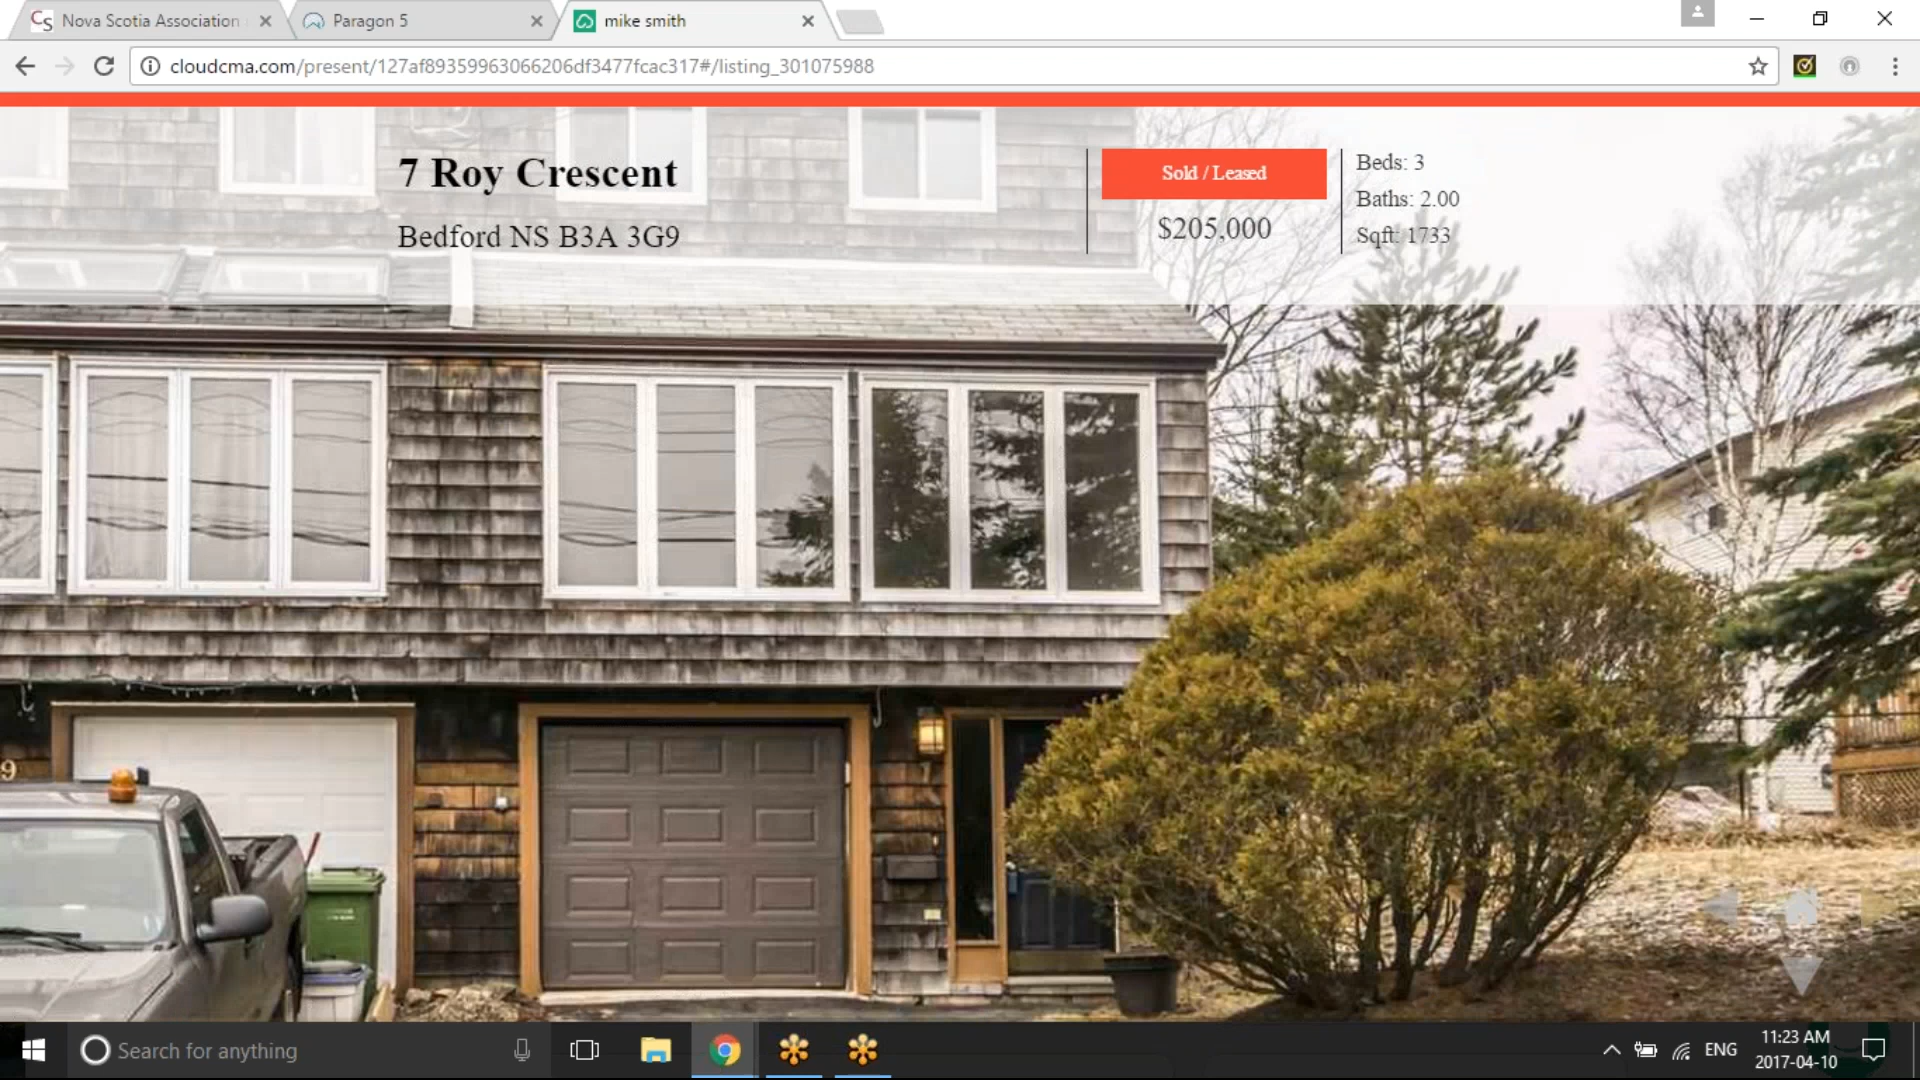 Nova Scotia Association
Paragon 5
mike smith
cloudcma.com/present/127af89359963066206df3477fcac317#/listing_301075988
7 Roy Crescent
Bedford NS B3A 3G9
Sold / Leased
$205,000
Beds: 3
Baths: 2.00
Sqft: 1733
9
7
Search for anything
ENG
11:23 AM
2017-04-10